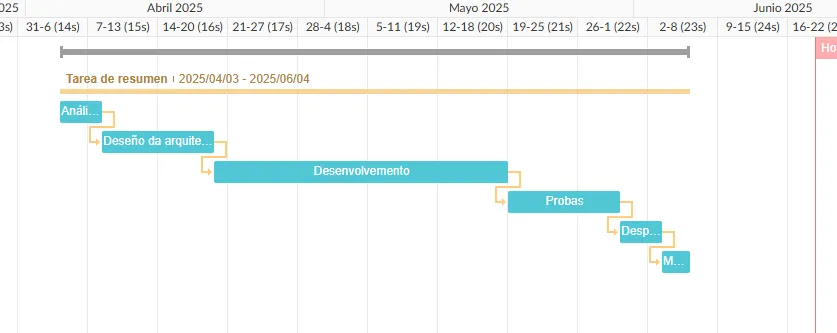 2025 Abril 2025 Mayo 2025 Junio 2025
3s) 31-6 (14s) 7-13 (15s) 14-20 (16s) 21-27 (17s) 28-4 (18s) 5-11 (19s) 12-18 (20s) 19-25 (21s) 26-1 (22s) 2-8 (23s) 9-15 (24s) 16-22 (2
Ho
Tarea de resumen 2025/04/03 - 2025/06/04
Análi...
Deseño da arquite...
Desenvolvemento
Probas
Desp...
M...